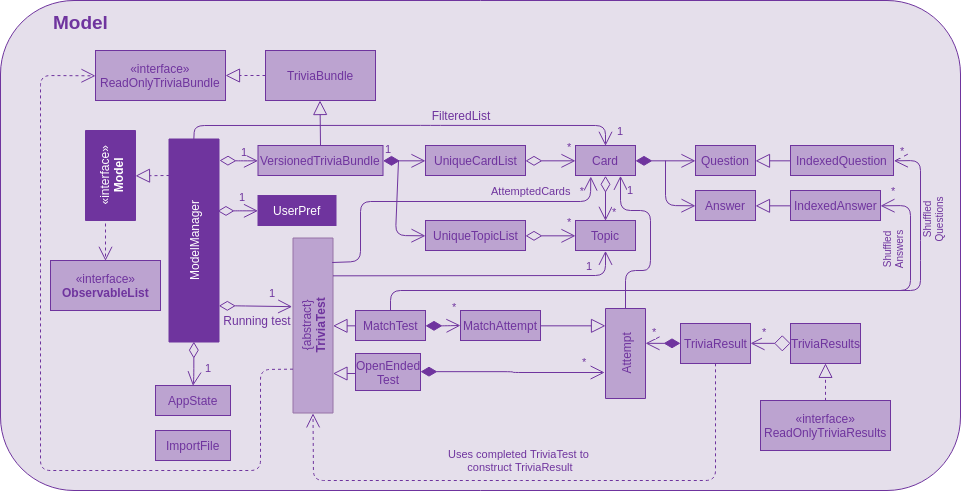 Model
«interface»
ReadOnlyTriviaBundle
TriviaBundle
FilteredList
1
«interface»
Model
ModelManager
1
VersionedTriviaBundle
1
UniqueCardList
*
Card
Question
IndexedQuestion
*
AttemptedCards
*
1
Answer
IndexedAnswer
*
1
UserPref
UniqueTopicList
*
*
Topic
Shuffled
Answers
Shuffled
Questions
«interface»
ObservableList
1
1
Running test
{abstract}
TriviaTest
MatchTest
*
MatchAttempt
Attempt
*
TriviaResult
*
TriviaResults
OpenEnded
Test
*
1
AppState
ImportFile
«interface»
ReadOnlyTriviaResults
Uses completed TriviaTest to
construct TriviaResult